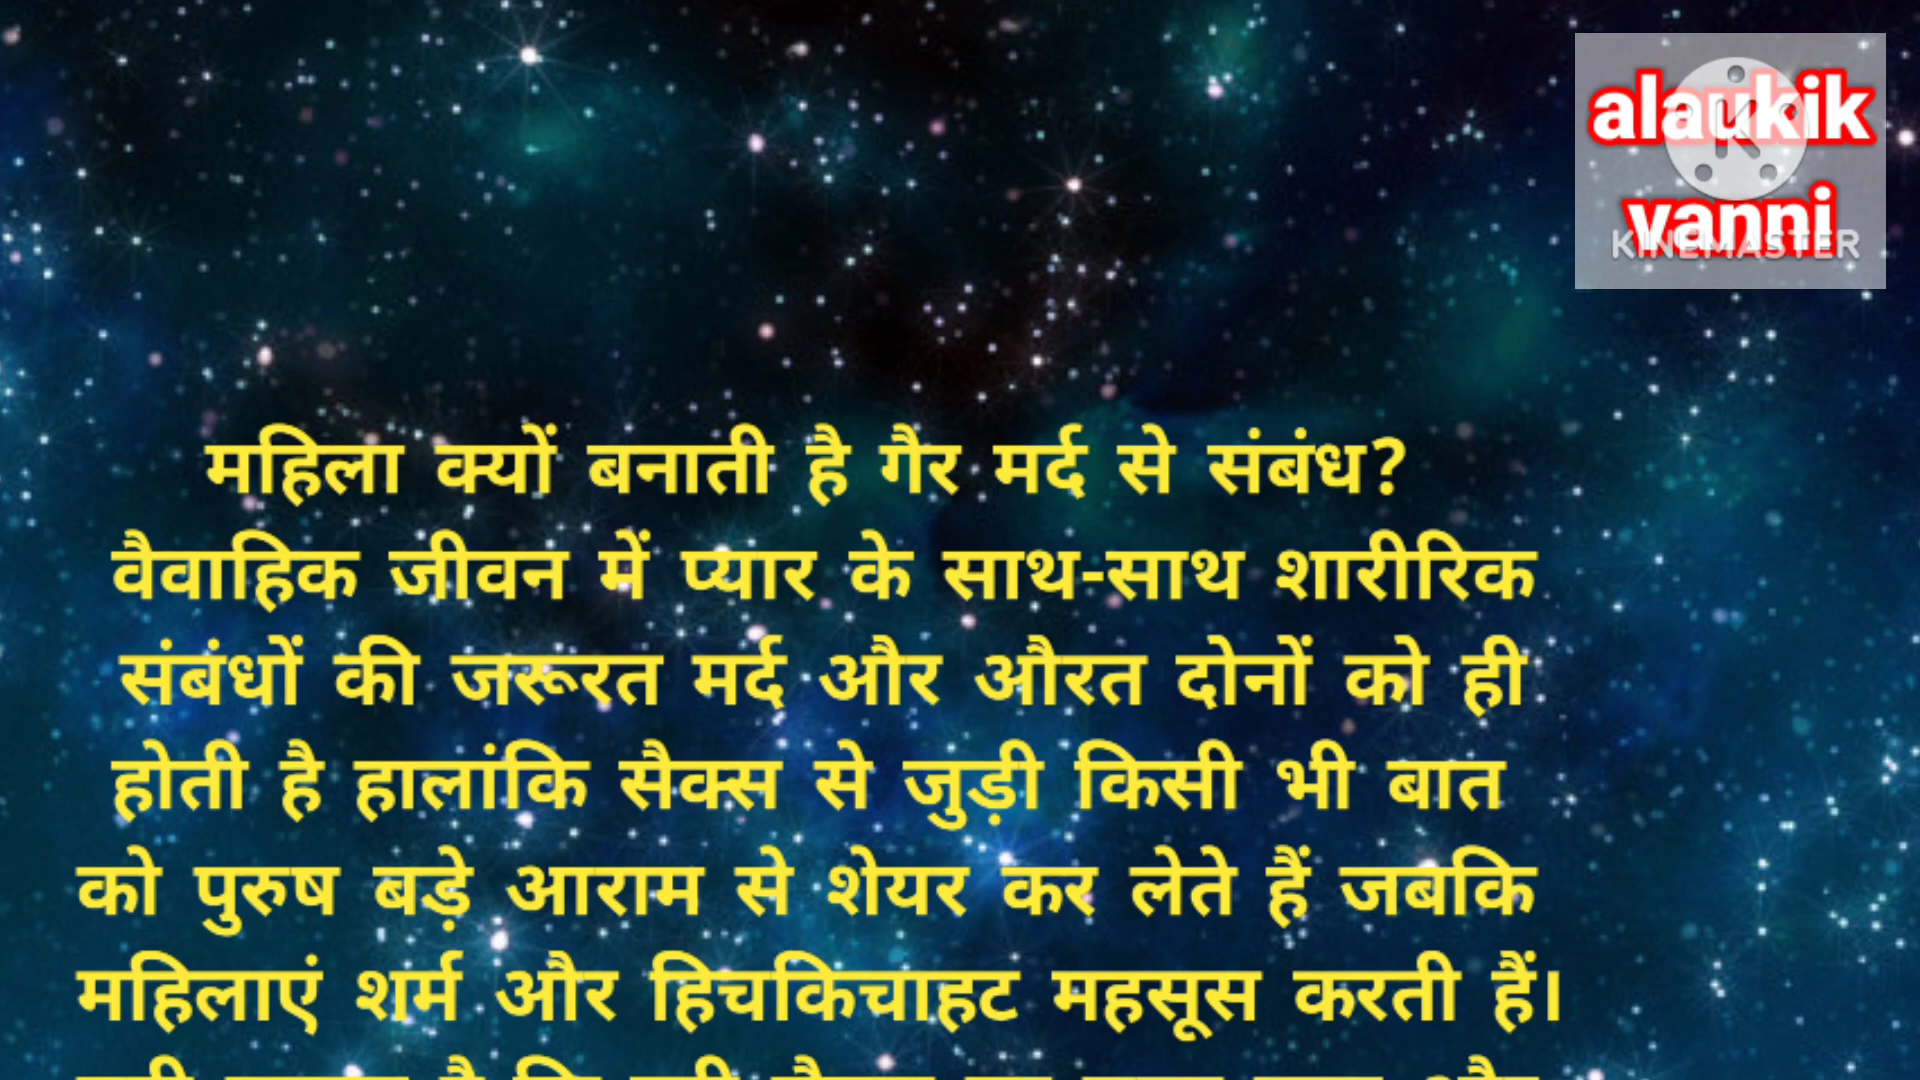 alaukik
vanni
KINEMASTER
महिला क्यों बनाती है गैर मर्द से संबंध?
वैवाहिक जीवन में प्यार के साथ-साथ शारीरिक
संबंधों की जरूरत मर्द और औरत दोनों को ही
होती है हालांकि सैक्स से जुड़ी किसी भी बात
को पुरुष बड़े आराम से शेयर कर लेते हैं जबकि
महिलाएं शर्म और हिचकिचाहट महसूस करती हैं।